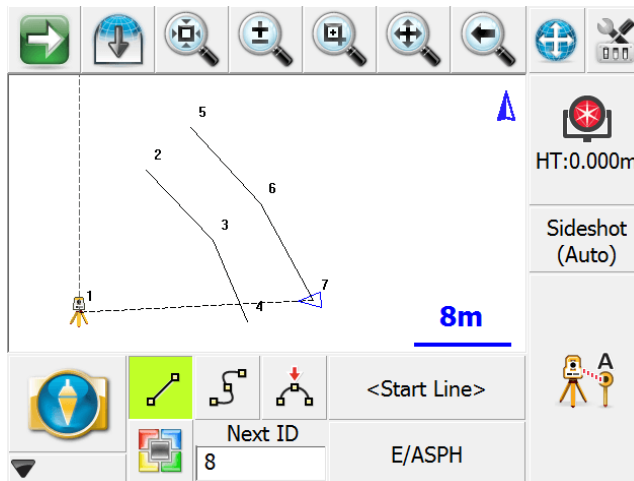 5
2
6
3
7
1
4
8m
HT:0.000m
Sideshot
(Auto)
A
<Start Line>
Next ID
8
E/ASPH